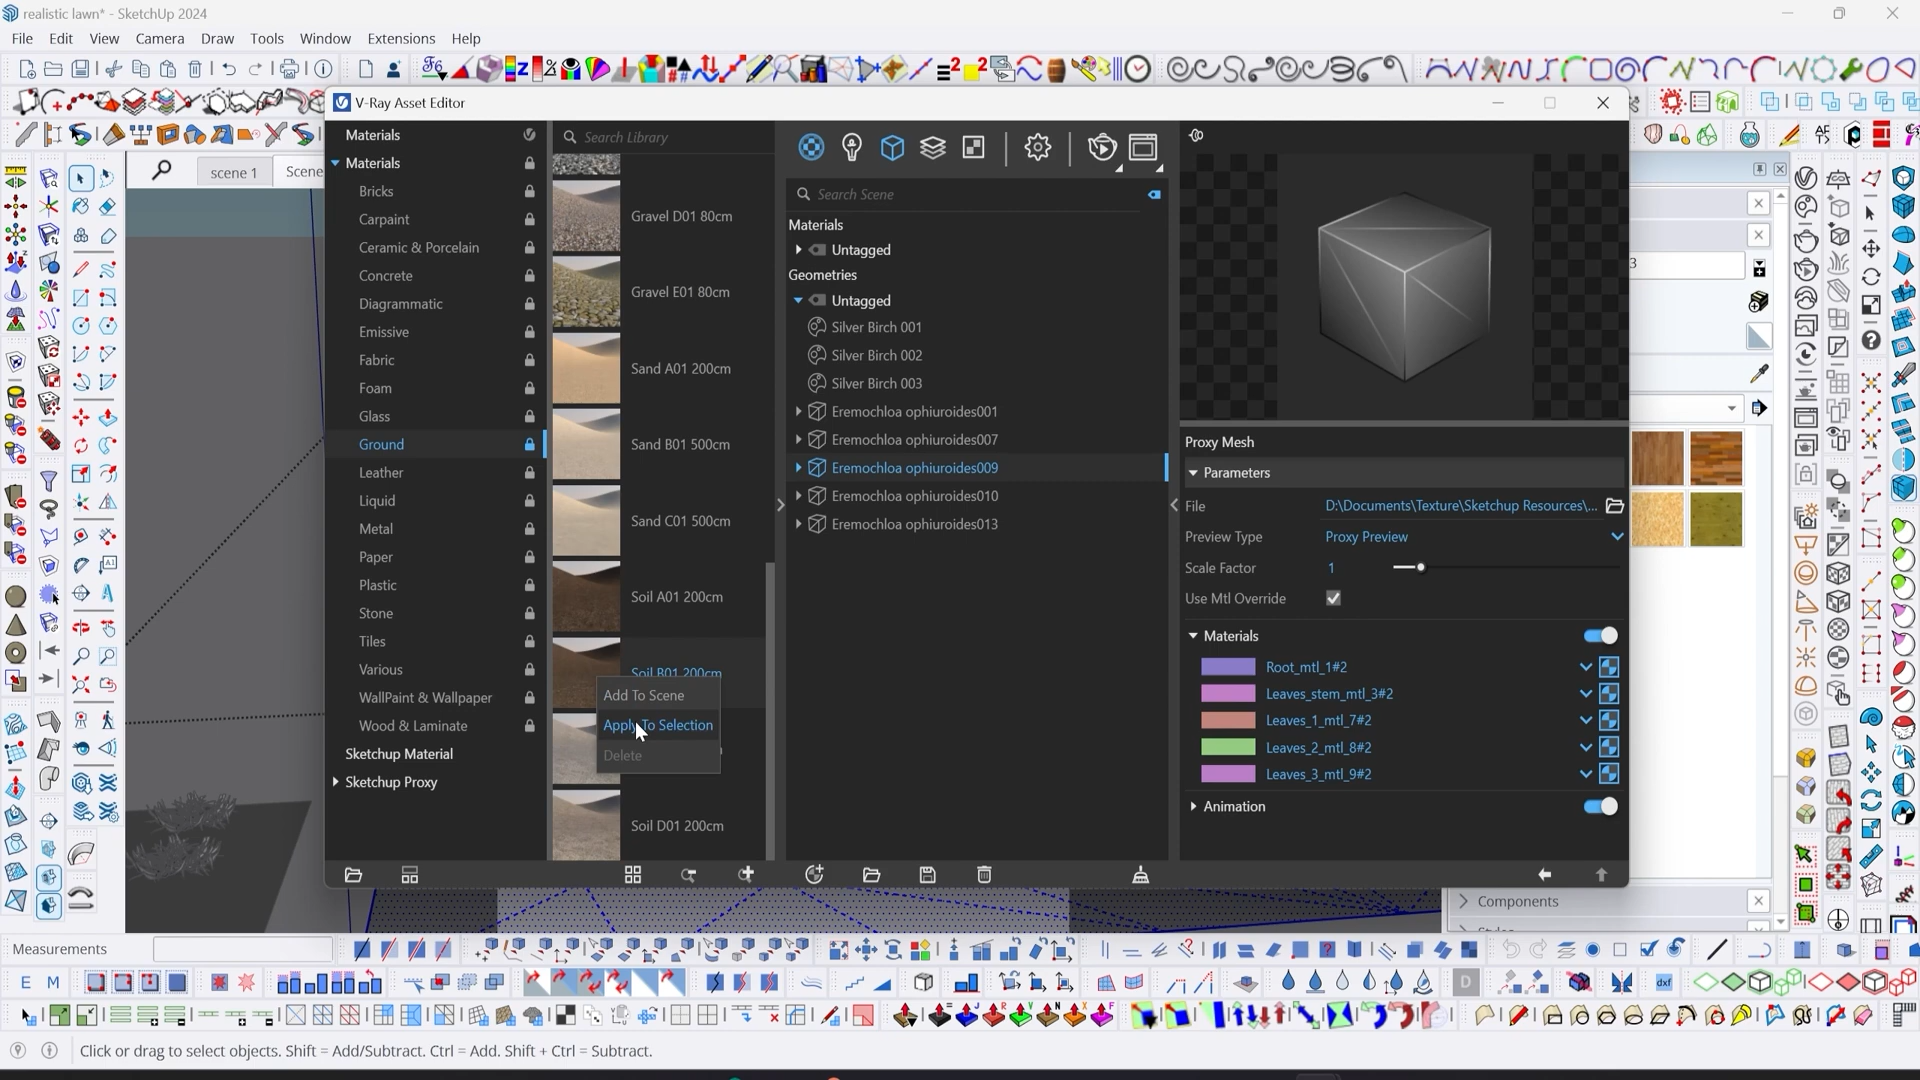 realistic lawn* - SketchUp 2024
File Edit View Camera Draw Tools Window Extensions Help
V-Ray Asset Editor
scene 1
Scene
Materials
Materials
Bricks
Carpaint
Ceramic & Porcelain
Concrete
Diagrammatic
Emissive
Fabric
Foam
Glass
Ground
Leather
Liquid
Metal
Paper
Plastic
Stone
Tiles
Various
WallPaint & Wallpaper
Wood & Laminate
Sketchup Material
Sketchup Proxy
Search Library
Gravel D01 80cm
Gravel E01 80cm
Sand A01 200cm
Sand B01 500cm
Sand C01 500cm
Soil A01 200cm
Soil B01 200cm
Add To Scene
Apply To Selection
Delete
Soil D01 200cm
Search Scene
Materials
Untagged
Geometries
Untagged
Silver Birch 001
Silver Birch 002
Silver Birch 003
Eremochloa ophiuroides001
Eremochloa ophiuroides007
Eremochloa ophiuroides009
Eremochloa ophiuroides010
Eremochloa ophiuroides013
Proxy Mesh
Parameters
File D:\Documents\Texture\Sketchup Resources\...
Preview Type Proxy Preview
Scale Factor 1
Use Mtl Override
Materials
Root_mtl_1#2
Leaves_stem_mtl_3#2
Leaves_1_mtl_7#2
Leaves_2_mtl_8#2
Leaves_3_mtl_9#2
Animation
3
Components
Measurements
E M
D
dxf
Click or drag to select objects. Shift = Add/Subtract. Ctrl = Add. Shift + Ctrl = Subtract.